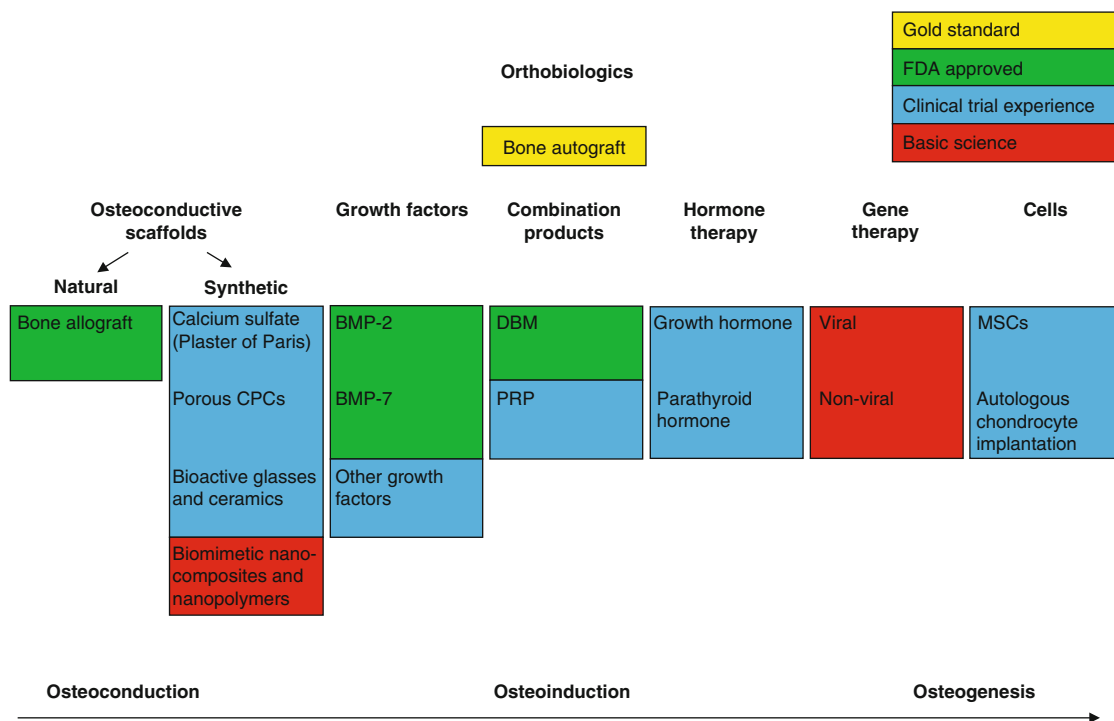 Gold standard
FDA approved
Clinical trial experience
Basic science
Orthobiologics
Bone autograft
Osteoconductive
scaffolds
Growth factors
Combination
products
Hormone
therapy
Gene
therapy
Cells
Natural
Synthetic
Bone allograft
Calcium sulfate
(Plaster of Paris)
Porous CPCs
Bioactive glasses
and ceramics
Biomimetic nano-
composites and
nanopolymers
BMP-2
BMP-7
Other growth
factors
DBM
PRP
Growth hormone
Parathyroid
hormone
Viral
Non-viral
MSCs
Autologous
chondrocyte
implantation
Osteoconduction
Osteoinduction
Osteogenesis